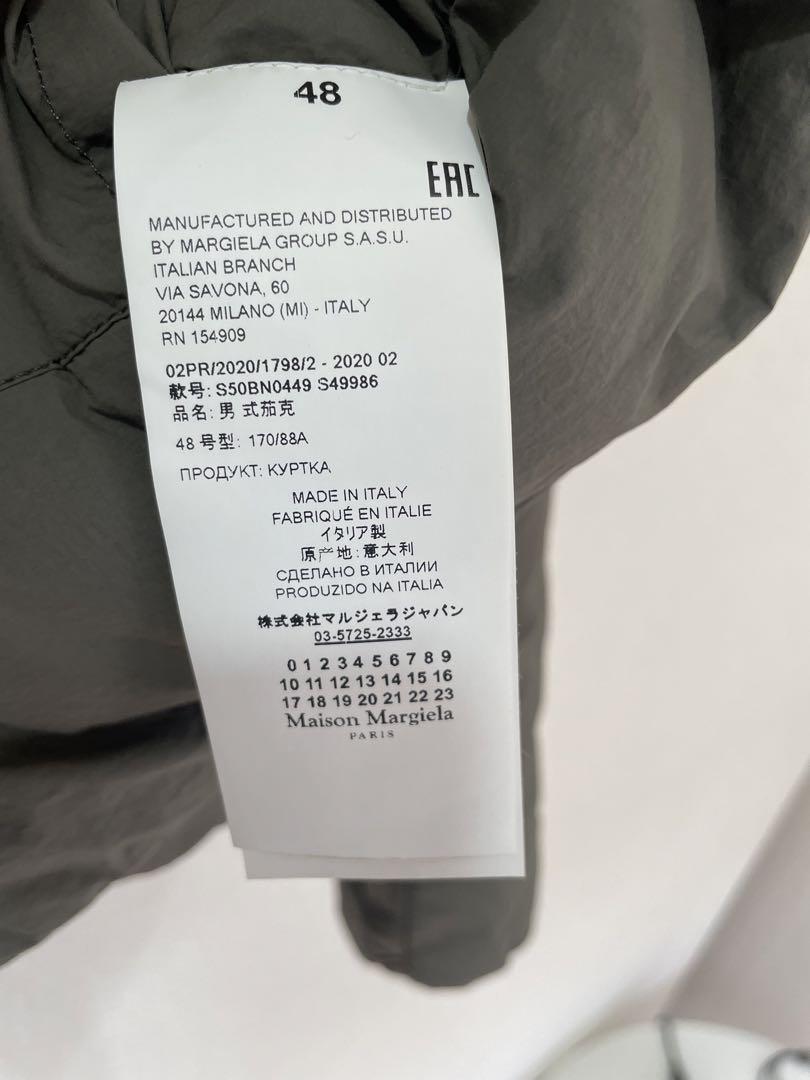 48
EAC
MANUFACTURED AND DISTRIBUTED
BY MARGIELA GROUP S.A.S.U.
ITALIAN BRANCH
VIA SAVONA, 60
20144 MILANO (MI) - ITALY
RN 154909
02PR/2020/1798/2 - 2020 02
款号: S50BN0449 S49986
品名: 男 式茄克
48 号型: 170/88A
ПРОДУКТ: КУРТКА
MADE IN ITALY
FABRIQUÉ EN ITALIE
イタリア製
原产地: 意大利
СДЕЛАНО В ИТАЛИИ
PRODUZIDO NA ITALIA
株式会社マルジェラジャパン
03-5725-2333
0 1 2 3 4 5 6 7 8 9
10 11 12 13 14 15 16
17 18 19 20 21 22 23
Maison Margiela
PARIS